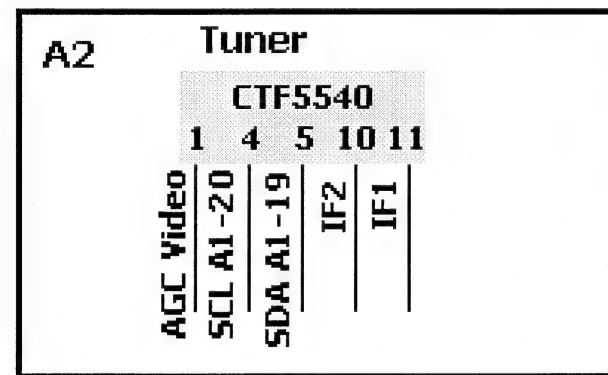 A2
Tuner
CTF5540
1 4 5 10 11
AGC Video
SCL A1-20
SDA A1-19
IF2
IF1